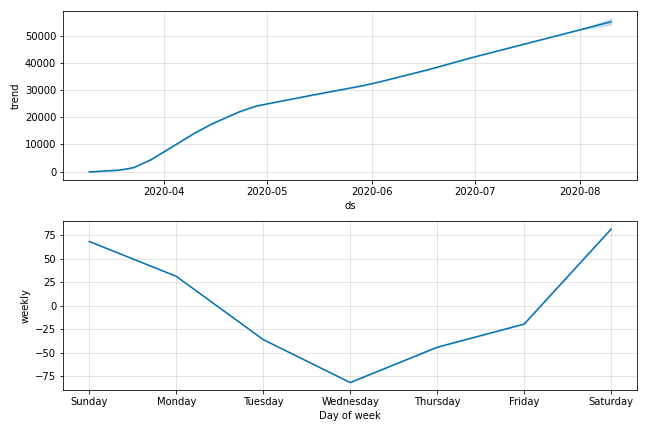 50000
40000
30000
20000
10000
0
trend
2020-04 2020-05 2020-06 2020-07 2020-08
ds
75
50
25
0
−25
−50
−75
weekly
Sunday Monday Tuesday Wednesday Thursday Friday Saturday
Day of week